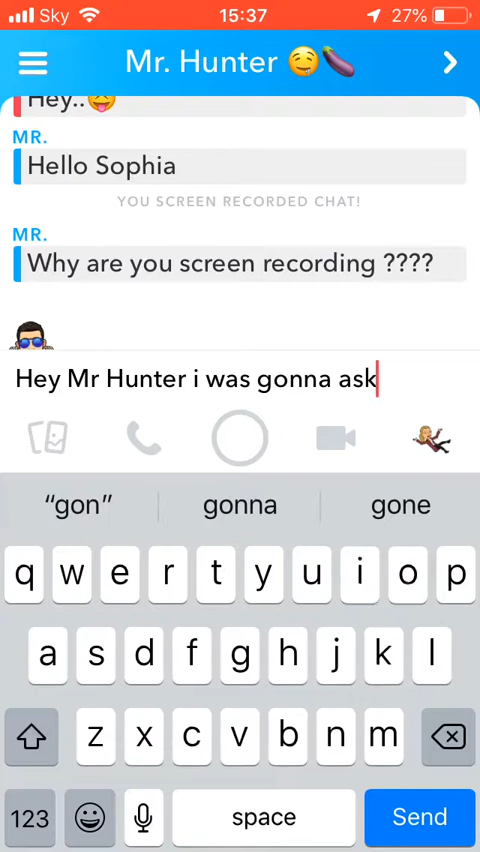 Sky 15:37 27%
Mr. Hunter 🤤🍆
Hey..😝
MR.
Hello Sophia
YOU SCREEN RECORDED CHAT!
MR.
Why are you screen recording ????
Hey Mr Hunter i was gonna ask
“gon” gonna gone
q w e r t y u i o p
a s d f g h j k l
z x c v b n m
123 space Send